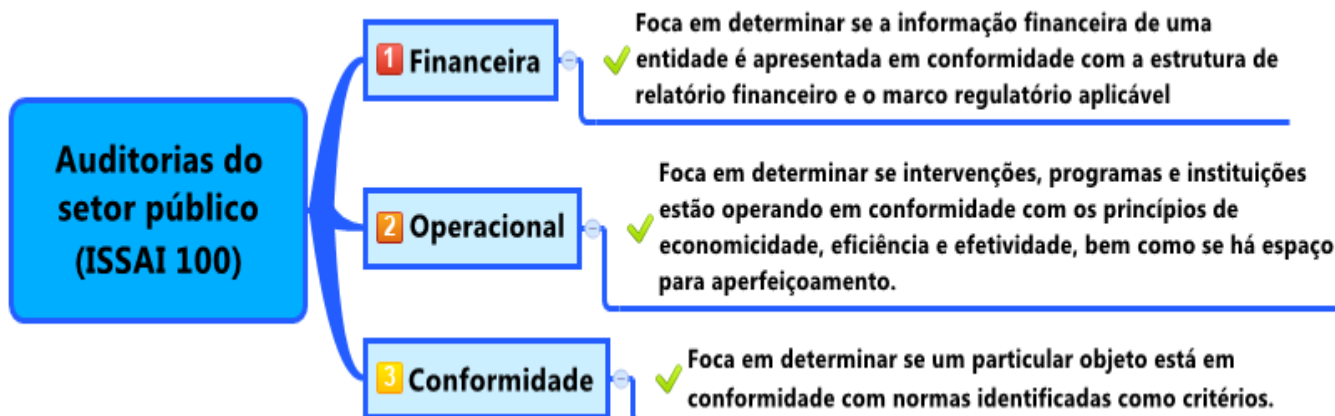 Auditorias do
setor público
(ISSAI 100)
1 Financeira
Foca em determinar se a informação financeira de uma
entidade é apresentada em conformidade com a estrutura de
relatório financeiro e o marco regulatório aplicável
2 Operacional
Foca em determinar se intervenções, programas e instituições
estão operando em conformidade com os princípios de
economicidade, eficiência e efetividade, bem como se há espaço
para aperfeiçoamento.
3 Conformidade
Foca em determinar se um particular objeto está em
conformidade com normas identificadas como critérios.